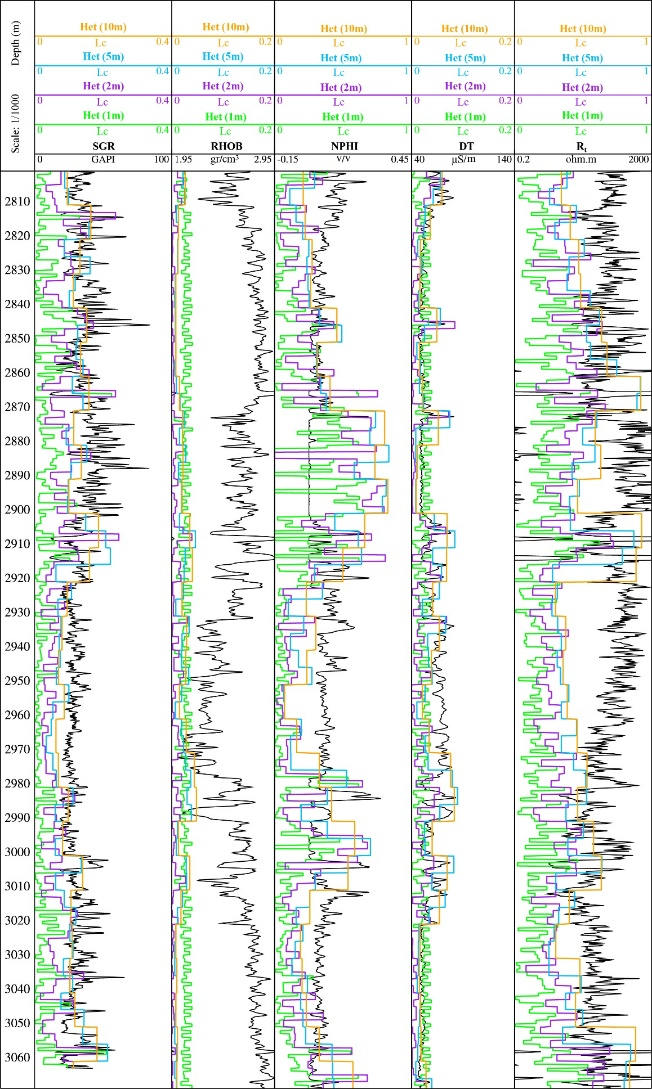 Depth (m)
Scale: 1/1000
Het (10m) Het (10m) Het (10m) Het (10m) Het (10m)
0 Lc 0.4 0 Lc 0.2 0 Lc 1 0 Lc 0.2 0 Lc 1
Het (5m) Het (5m) Het (5m) Het (5m) Het (5m)
0 Lc 0.4 0 Lc 0.2 0 Lc 1 0 Lc 0.2 0 Lc 1
Het (2m) Het (2m) Het (2m) Het (2m) Het (2m)
0 Lc 0.4 0 Lc 0.2 0 Lc 1 0 Lc 0.2 0 Lc 1
Het (1m) Het (1m) Het (1m) Het (1m) Het (1m)
0 Lc 0.4 0 Lc 0.2 0 Lc 1 0 Lc 0.2 0 Lc 1
SGR RHOB NPHI DT Rt
0 GAPI 100 1.95 gr/cm³ 2.95 -0.15 V/V 0.45 40 µS/m 140 0.2 ohm.m 2000
2810
2820
2830
2840
2850
2860
2870
2880
2890
2900
2910
2920
2930
2940
2950
2960
2970
2980
2990
3000
3010
3020
3030
3040
3050
3060